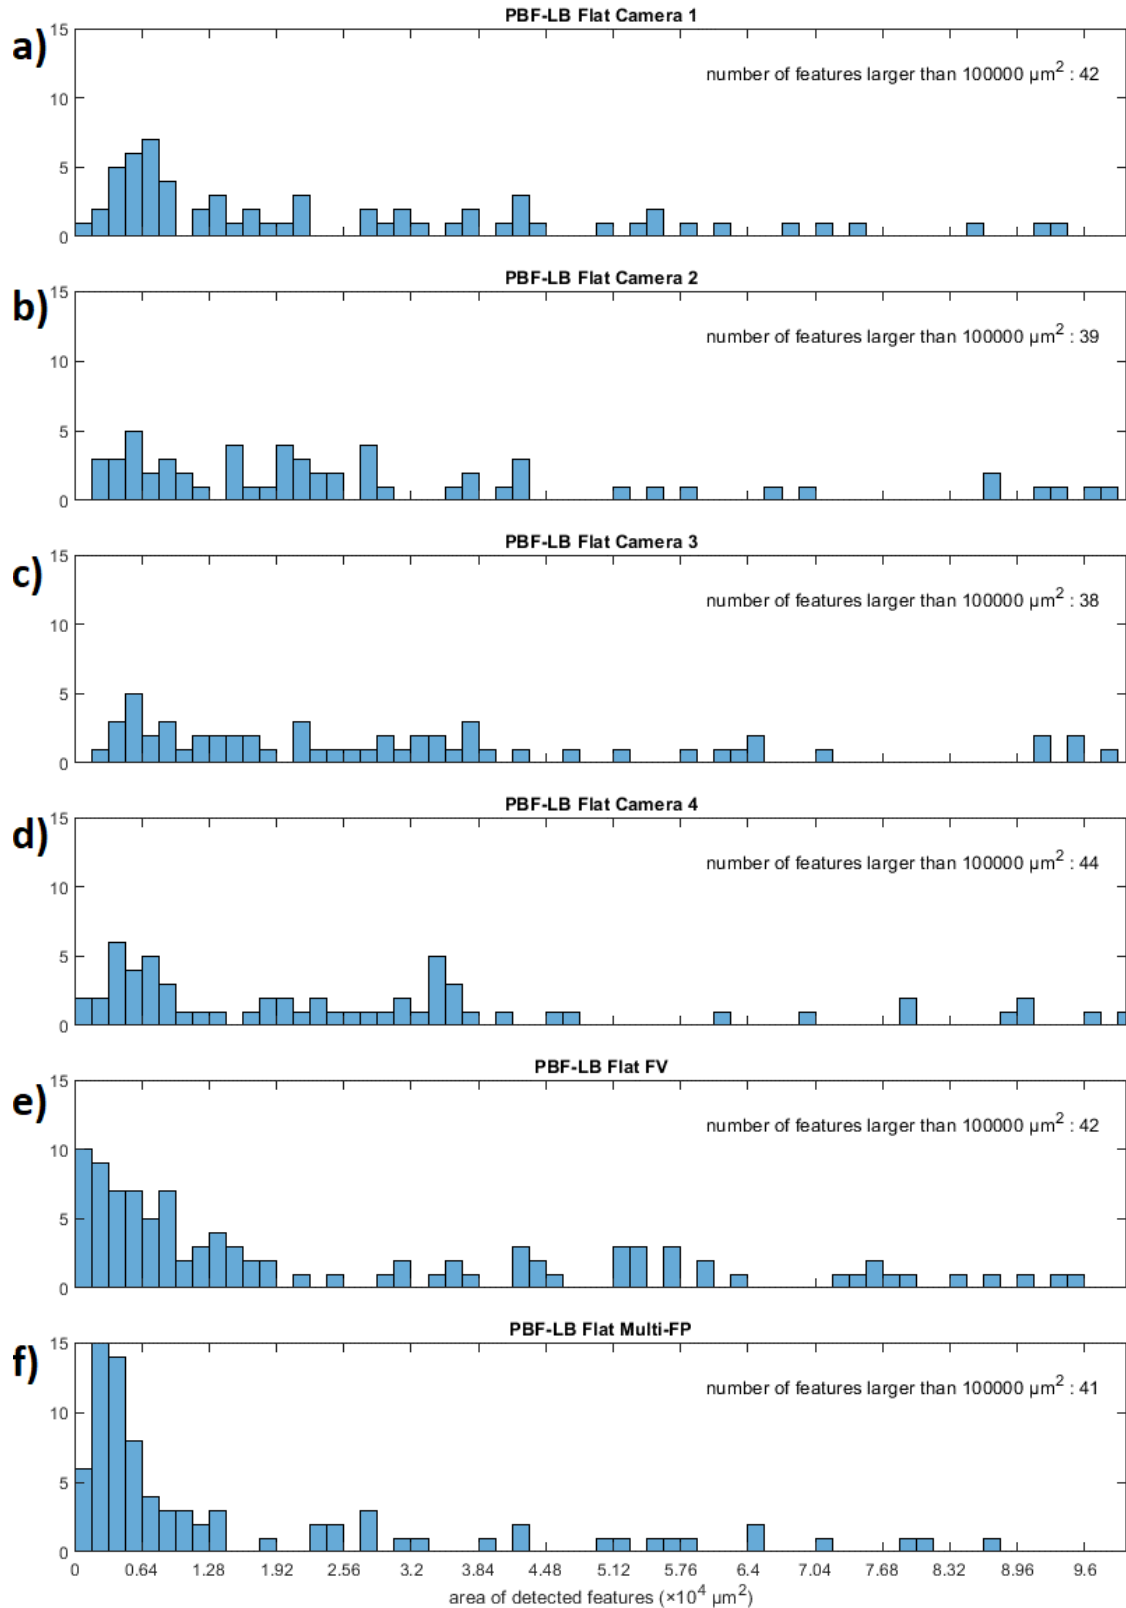 PBF-LB Flat Camera 1
a)
15
10
5
0
number of features larger than 100000 µm² : 42
PBF-LB Flat Camera 2
b)
15
10
5
0
number of features larger than 100000 µm² : 39
PBF-LB Flat Camera 3
c)
15
10
5
0
number of features larger than 100000 µm² : 38
PBF-LB Flat Camera 4
d)
15
10
5
0
number of features larger than 100000 µm² : 44
PBF-LB Flat FV
e)
15
10
5
0
number of features larger than 100000 µm² : 42
PBF-LB Flat Multi-FP
f)
15
10
5
0
number of features larger than 100000 µm² : 41
0 0.64 1.28 1.92 2.56 3.2 3.84 4.48 5.12 5.76 6.4 7.04 7.68 8.32 8.96 9.6
area of detected features (×10⁴ µm²)